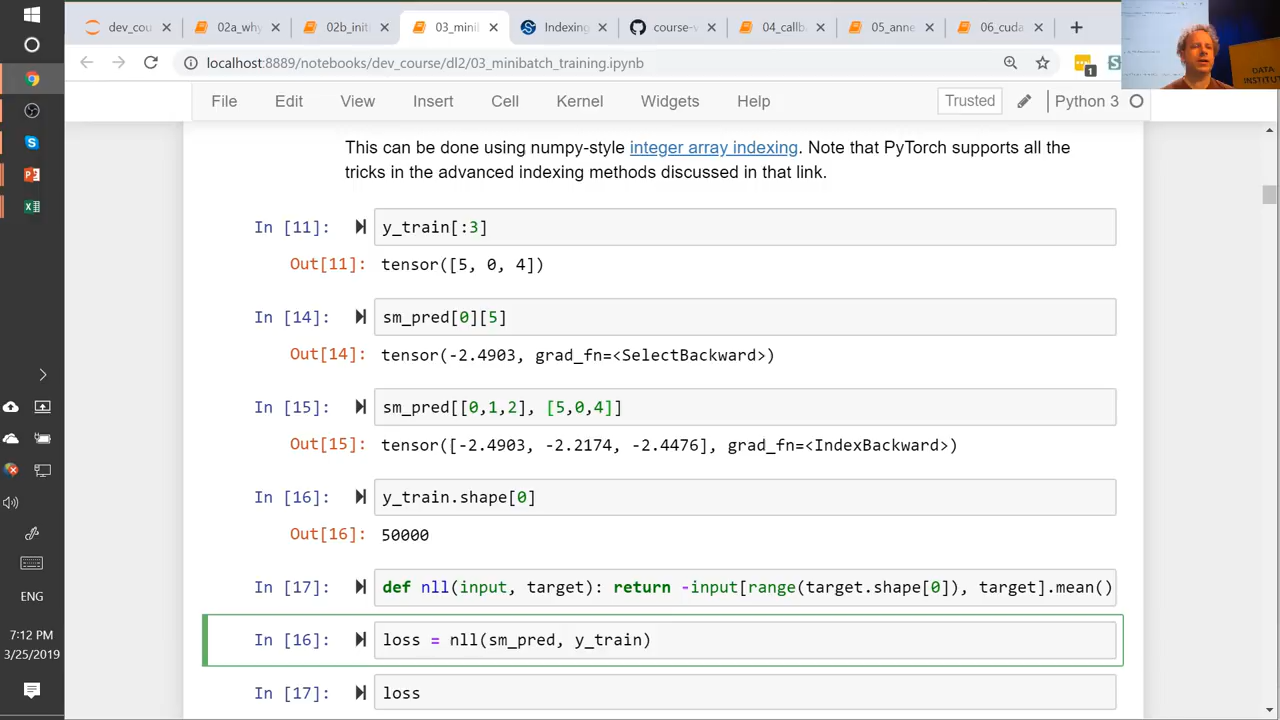 dev_cou
02a_why
02b_initi
03_minil
Indexing
course-
04_callb
05_anne
06_cuda
localhost:8889/notebooks/dev_course/dl2/03_minibatch_training.ipynb
1
DATA
INSTITUT
File Edit View Insert Cell Kernel Widgets Help Trusted Python 3
This can be done using numpy-style integer array indexing. Note that PyTorch supports all the
tricks in the advanced indexing methods discussed in that link.
In [11]: y_train[:3]
Out[11]: tensor([5, 0, 4])
In [14]: sm_pred[0][5]
Out[14]: tensor(-2.4903, grad_fn=<SelectBackward>)
In [15]: sm_pred[[0,1,2], [5,0,4]]
Out[15]: tensor([-2.4903, -2.2174, -2.4476], grad_fn=<IndexBackward>)
In [16]: y_train.shape[0]
Out[16]: 50000
In [17]: def nll(input, target): return -input[range(target.shape[0]), target].mean()
In [16]: loss = nll(sm_pred, y_train)
In [17]: loss
ENG
7:12 PM
3/25/2019